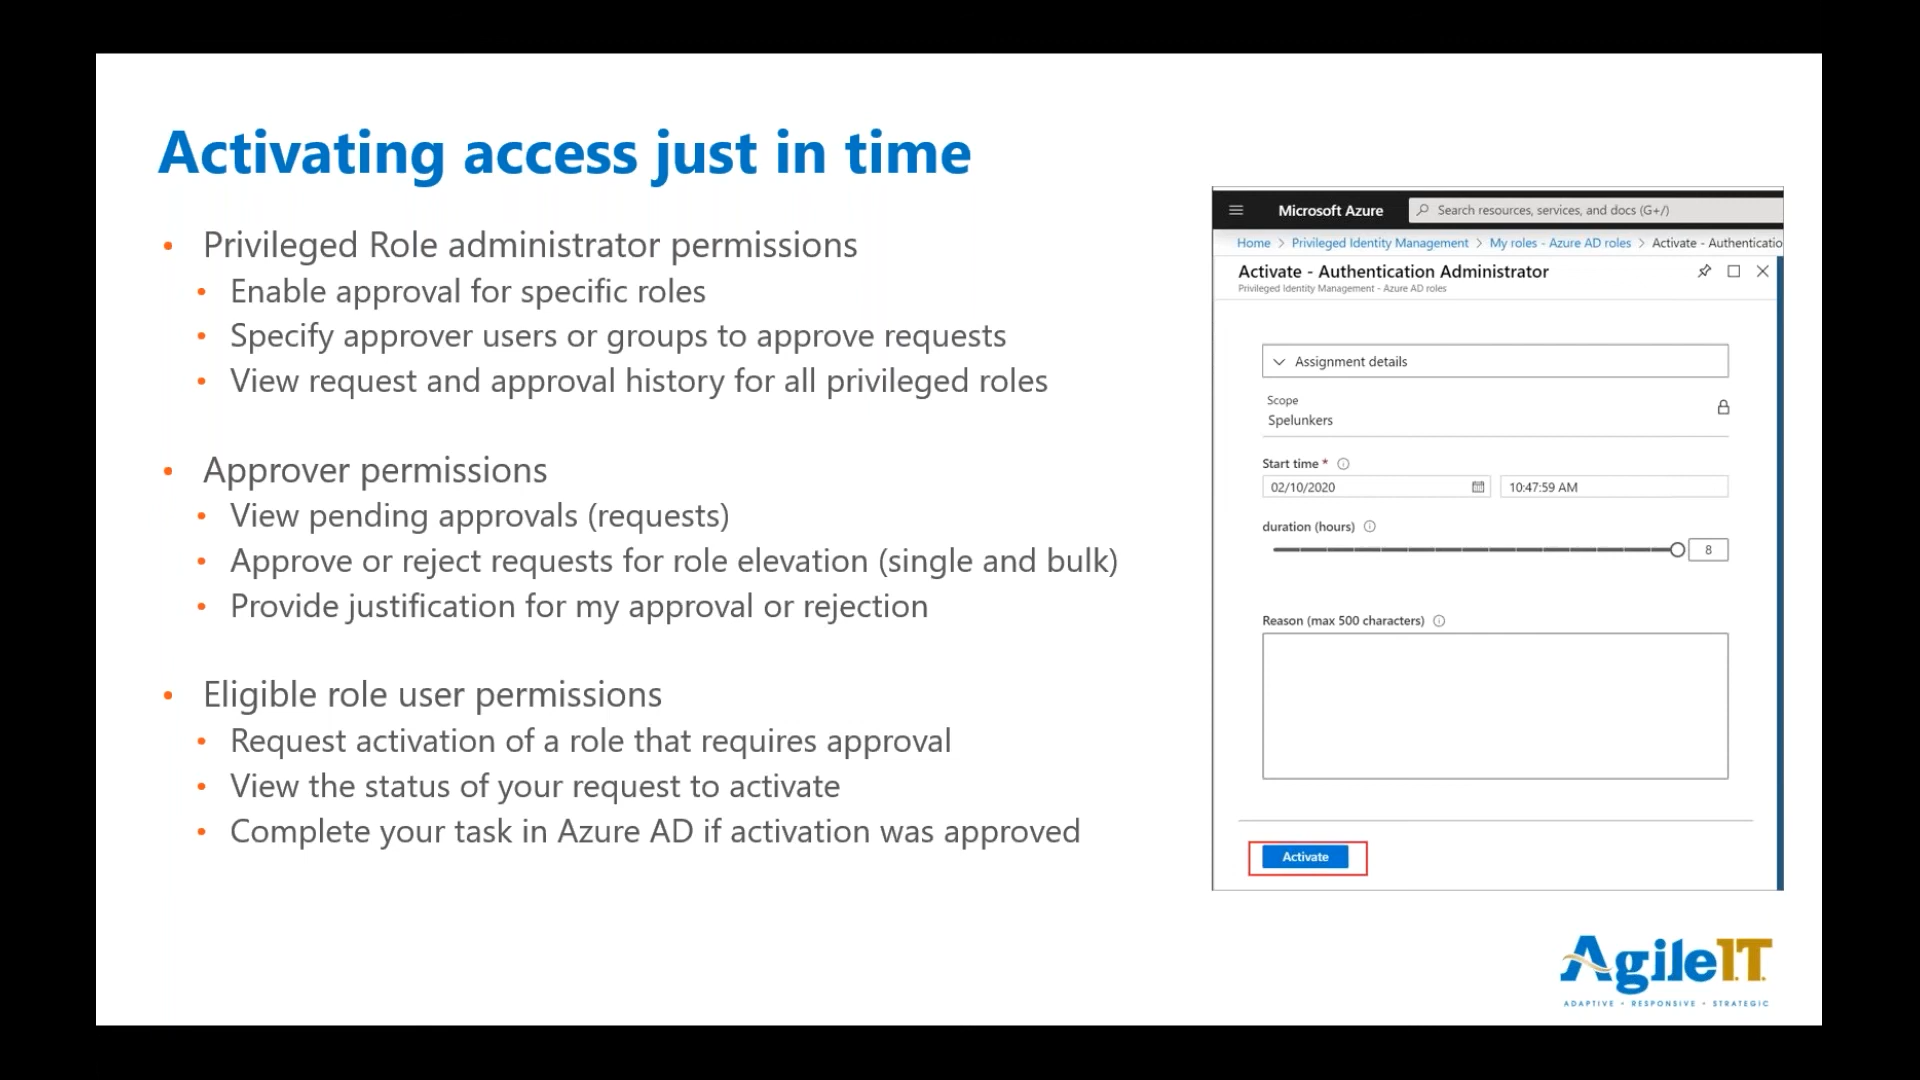 Activating access just in time
• Privileged Role administrator permissions
• Enable approval for specific roles
• Specify approver users or groups to approve requests
• View request and approval history for all privileged roles
• Approver permissions
• View pending approvals (requests)
• Approve or reject requests for role elevation (single and bulk)
• Provide justification for my approval or rejection
• Eligible role user permissions
• Request activation of a role that requires approval
• View the status of your request to activate
• Complete your task in Azure AD if activation was approved
Microsoft Azure Search resources, services, and docs (G+/)
Home > Privileged Identity Management > My roles - Azure AD roles > Activate - Authenticatio
Activate - Authentication Administrator
Privileged Identity Management - Azure AD roles
Assignment details
Scope
Spelunkers
Start time *
02/10/2020 10:47:59 AM
duration (hours)
8
Reason (max 500 characters)
Activate
AgileIT
ADAPTIVE • RESPONSIVE • STRATEGIC